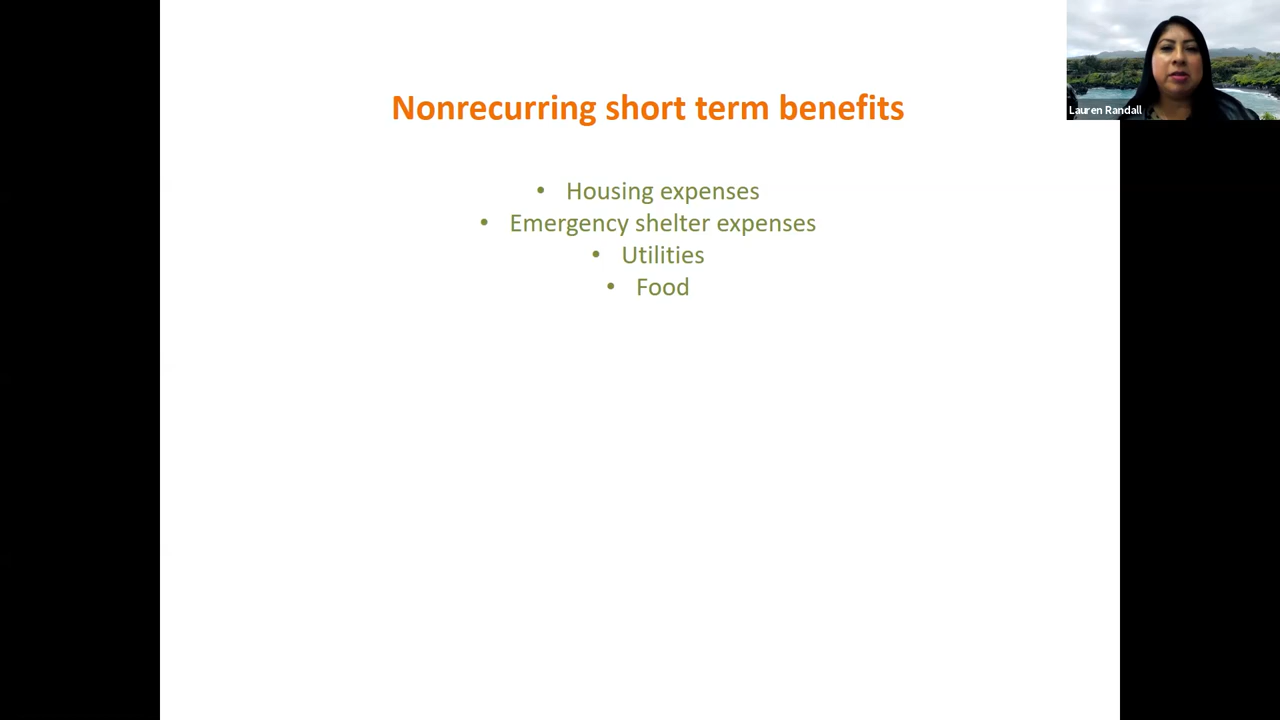 Nonrecurring short term benefits
• Housing expenses
• Emergency shelter expenses
• Utilities
• Food
Lauren Randall